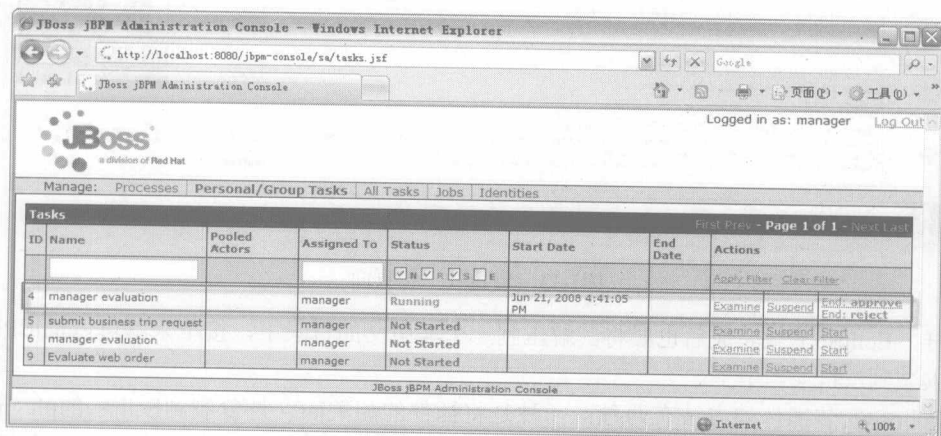 JBoss jBPM Administration Console - Windows Internet Explorer
http://localhost:8080/jbpm-console/sa/tasks.jsf
Google
JBoss jBPM Administration Console
页面(P)
工具(O)
Logged in as: manager Log Out
JBoss
a division of Red Hat
Manage: Processes Personal/Group Tasks All Tasks Jobs Identities
Tasks First Prev - Page 1 of 1 - Next Last
ID Name Pooled Actors Assigned To Status Start Date End Date Actions
N R S E Apply Filter Clear Filter
4 manager evaluation manager Running Jun 21, 2008 4:41:05 PM Examine Suspend End: approve End: reject
5 submit business trip request manager Not Started Examine Suspend Start
6 manager evaluation manager Not Started Examine Suspend Start
9 Evaluate web order manager Not Started Examine Suspend Start
JBoss jBPM Administration Console
Internet 100%